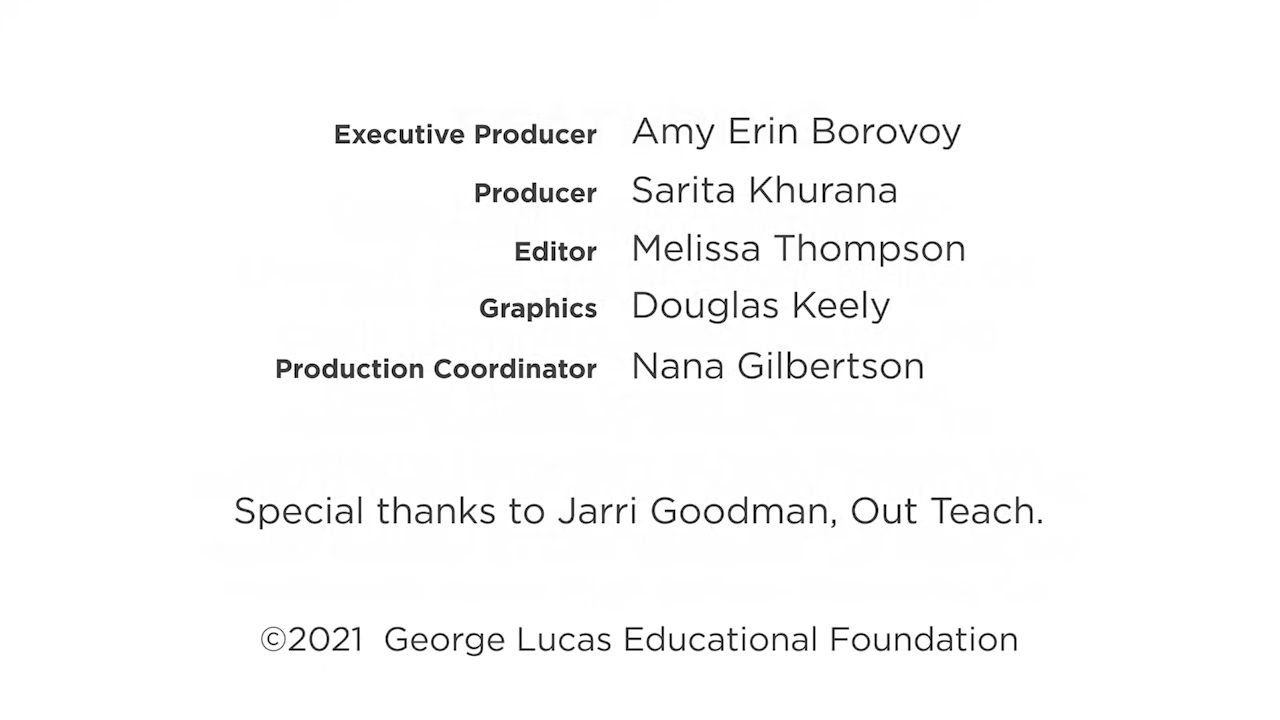 Executive Producer Amy Erin Borovoy
Producer Sarita Khurana
Editor Melissa Thompson
Graphics Douglas Keely
Production Coordinator Nana Gilbertson
Special thanks to Jarri Goodman, Out Teach.
©2021 George Lucas Educational Foundation